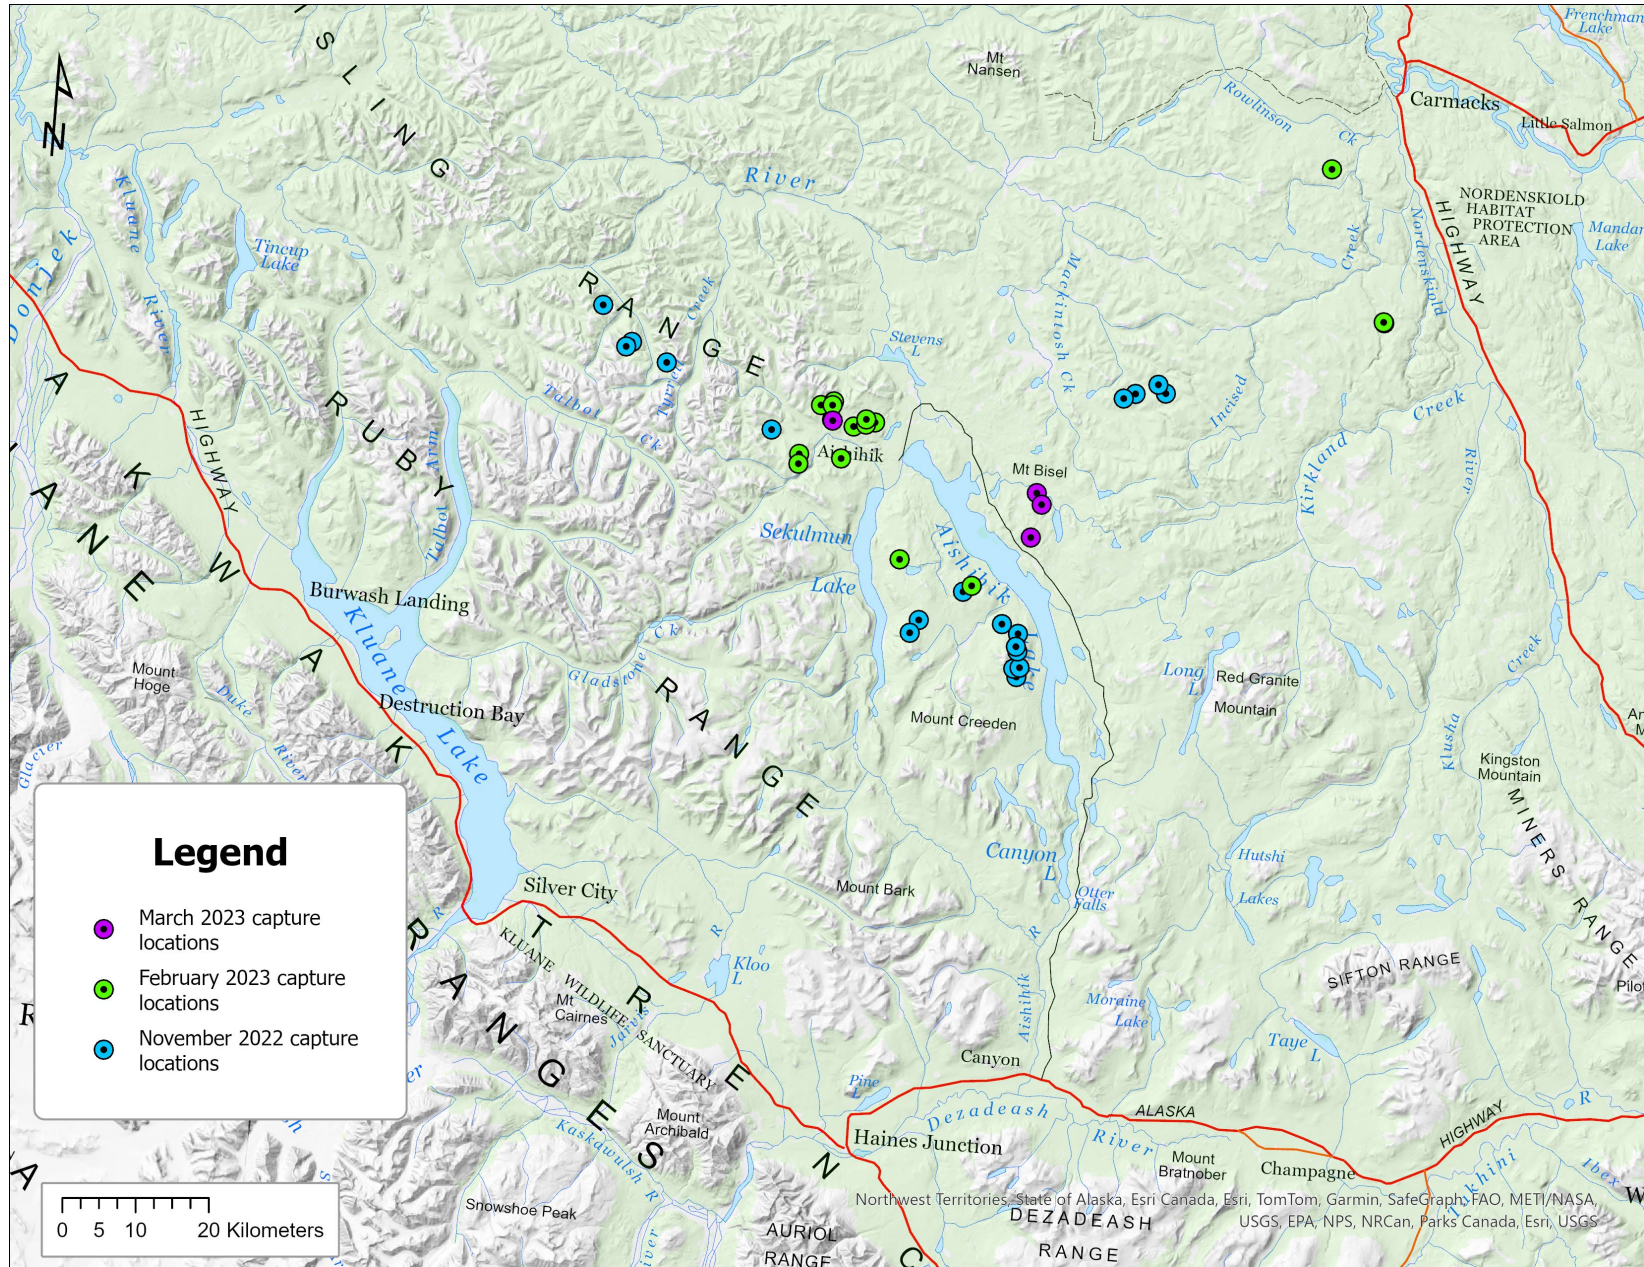 SLING
Mt
Nansen
Frenchman
Lake
Rowlinson
Ck
Carmacks
Little Salmon
N
Kluane
River
River
Donjek
Tincup
Lake
NORDENSKIOLD
HABITAT
PROTECTION
AREA
HIGHWAY
Nordenskiold
River
Creek
Mackintosh Ck
RANGE
Tyrrell
Creek
Stevens
L
Incised
Creek
Kirkland
Talbot
Ck
RUBY
RANGE
Talbot Arm
HIGHWAY
KLUANE
Aishihik
Mt Bisel
Sekulmun
Lake
Aishihik
Lake
Burwash Landing
Kluane
Lake
Destruction Bay
Mount
Hoge
Duke
River
Glacier
Gladstone
Ck
Mount Creeden
Long
L
Red Granite
Mountain
Creek
Klusha
Kingston
Mountain
MINERS
RANGE
Canyon
L
Otter
Falls
Hutshi
Lakes
Mount Bark
Silver City
R
R
R
Kloo
L
KLUANE
WILDLIFE
SANCTUARY
Mt
Cairnes
Jarvis
RANGES
SIFTON RANGE
Moraine
Lake
Taye
L
Aishihik
Canyon
Pine
L
Dezadeash
River
ALASKA
HIGHWAY
R
Haines Junction
Mount
Archibald
Kaskawulsh R
Snowshoe Peak
AURIOL
RANGE
Mount
Bratnober
Champagne
Ibex
DEZADEASH
RANGE
Legend
March 2023 capture
locations
February 2023 capture
locations
November 2022 capture
locations
0 5 10 20 Kilometers
Northwest Territories, State of Alaska, Esri Canada, Esri, TomTom, Garmin, SafeGraph, FAO, METI/NASA,
USGS, EPA, NPS, NRCan, Parks Canada, Esri, USGS